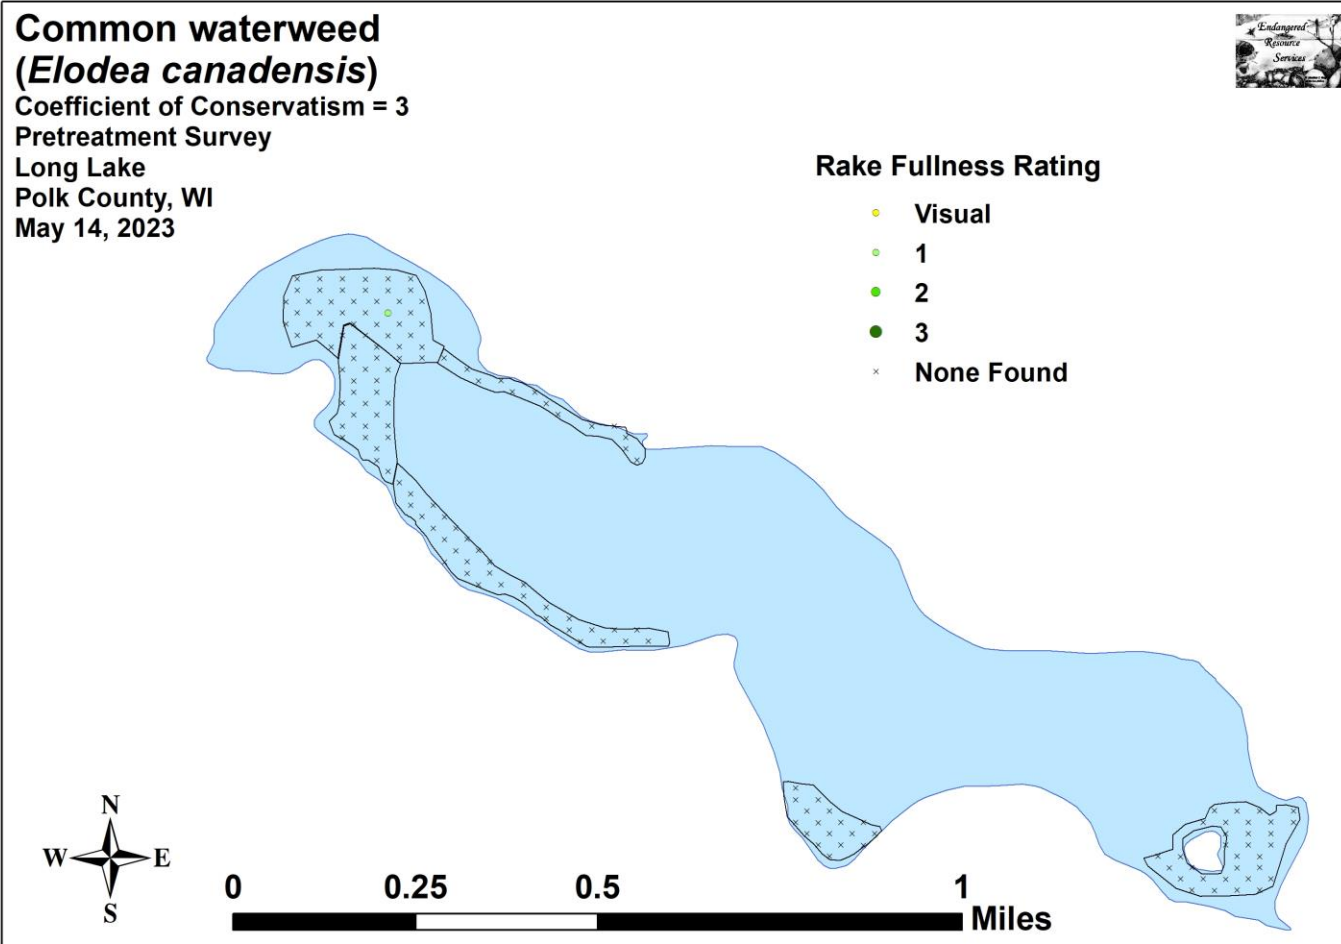 Common waterweed
(Elodea canadensis)
Coefficient of Conservatism = 3
Pretreatment Survey
Long Lake
Polk County, WI
May 14, 2023
Endangered
Resource
Services
Rake Fullness Rating
Visual
1
2
3
None Found
N
W E
S
0 0.25 0.5 1
Miles